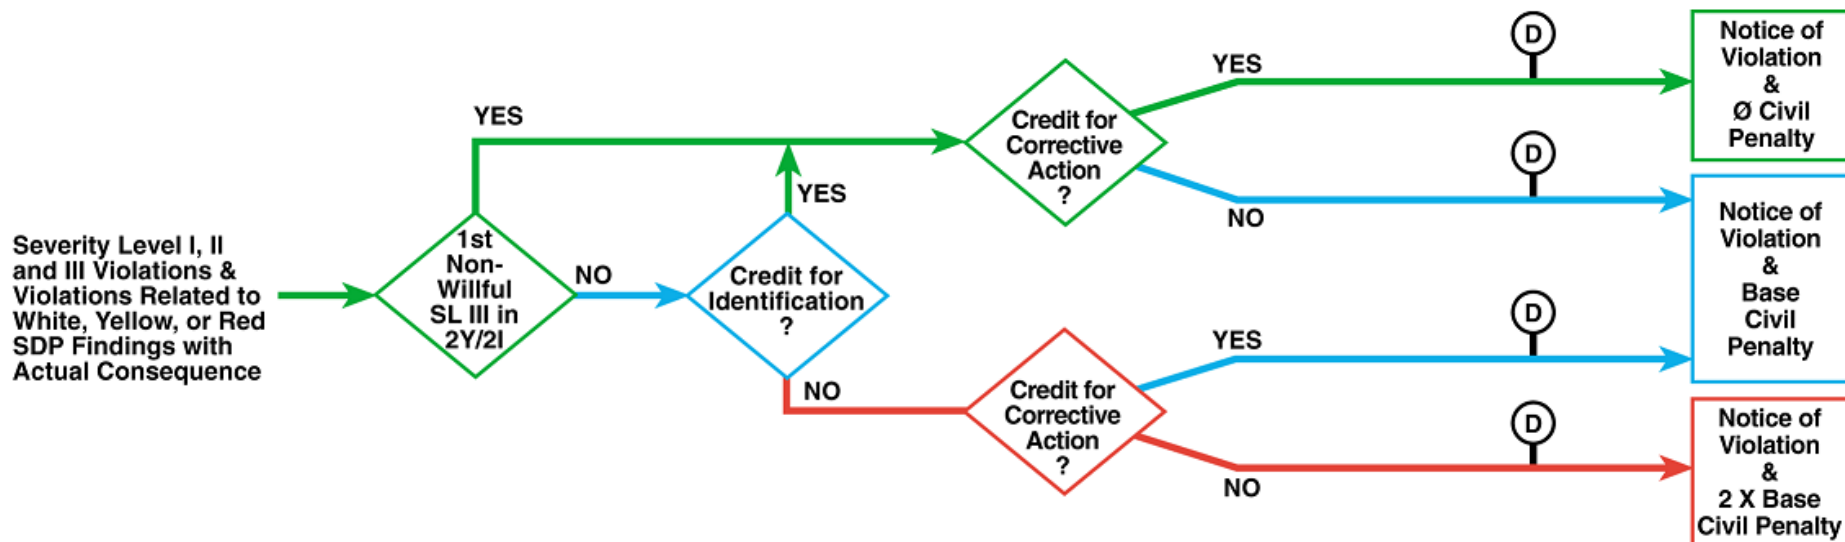 Severity Level I, II
and III Violations &
Violations Related to
White, Yellow, or Red
SDP Findings with
Actual Consequence
1st
Non-
Willful
SL III in
2Y/2I
YES
NO
Credit for
Identification
?
YES
NO
Credit for
Corrective
Action
?
YES
D
NO
D
Credit for
Corrective
Action
?
YES
D
NO
D
Notice of
Violation
&
Ø Civil
Penalty
Notice of
Violation
&
Base
Civil
Penalty
Notice of
Violation
&
2 X Base
Civil Penalty